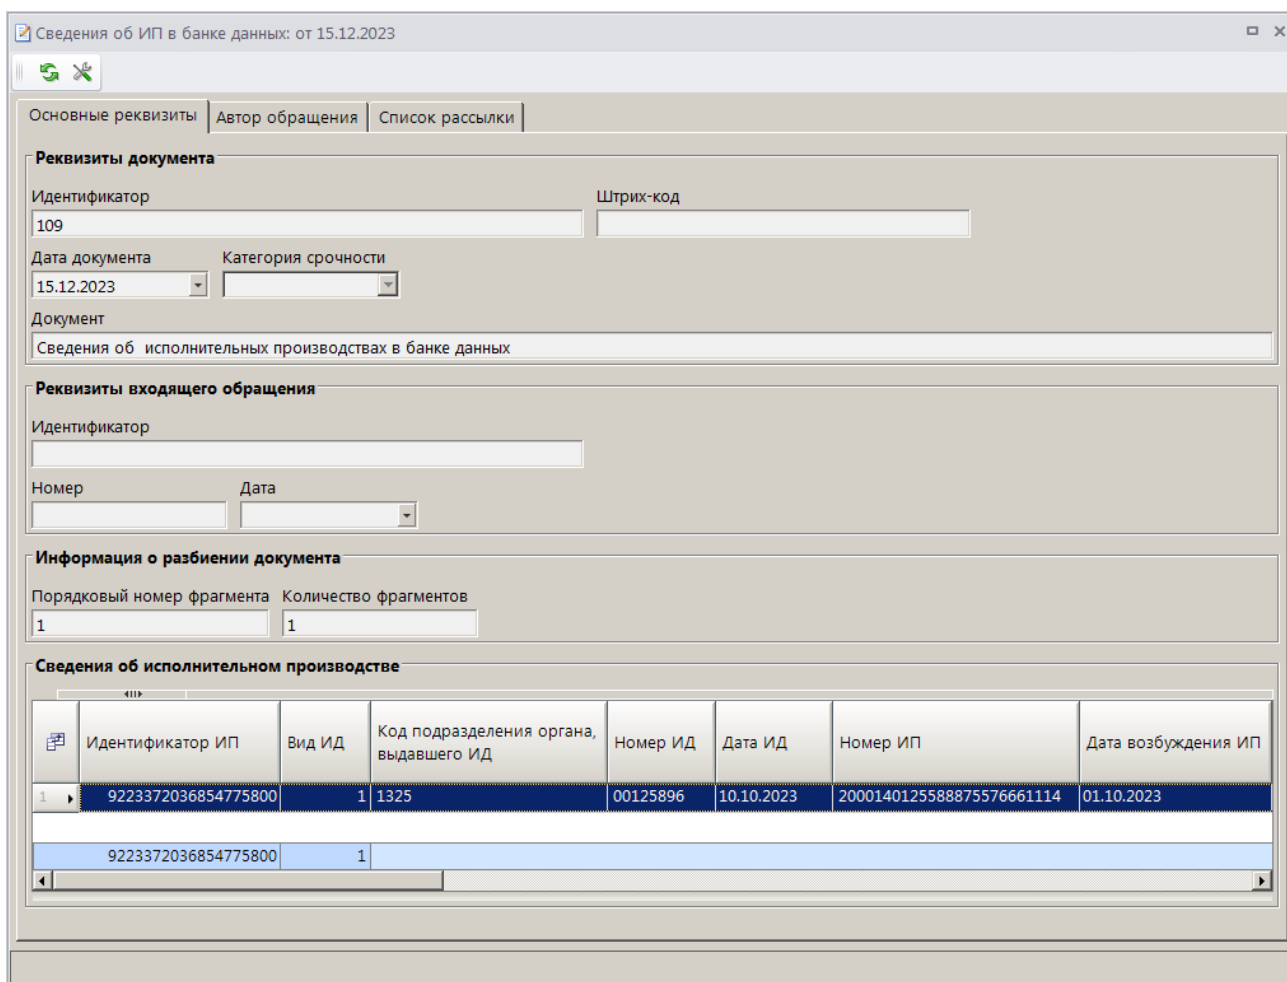 Сведения об ИП в банке данных: от 15.12.2023
Основные реквизиты Автор обращения Список рассылки
Реквизиты документа
Идентификатор Штрих-код
109
Дата документа Категория срочности
15.12.2023
Документ
Сведения об  исполнительных производствах в банке данных
Реквизиты входящего обращения
Идентификатор
Номер Дата
Информация о разбиении документа
Порядковый номер фрагмента Количество фрагментов
1 1
Сведения об исполнительном производстве
Идентификатор ИП Вид ИД Код подразделения органа, выдавшего ИД Номер ИД Дата ИД Номер ИП Дата возбуждения ИП
1 9223372036854775800 1 1325 00125896 10.10.2023 2000140125588875576661114 01.10.2023
9223372036854775800 1